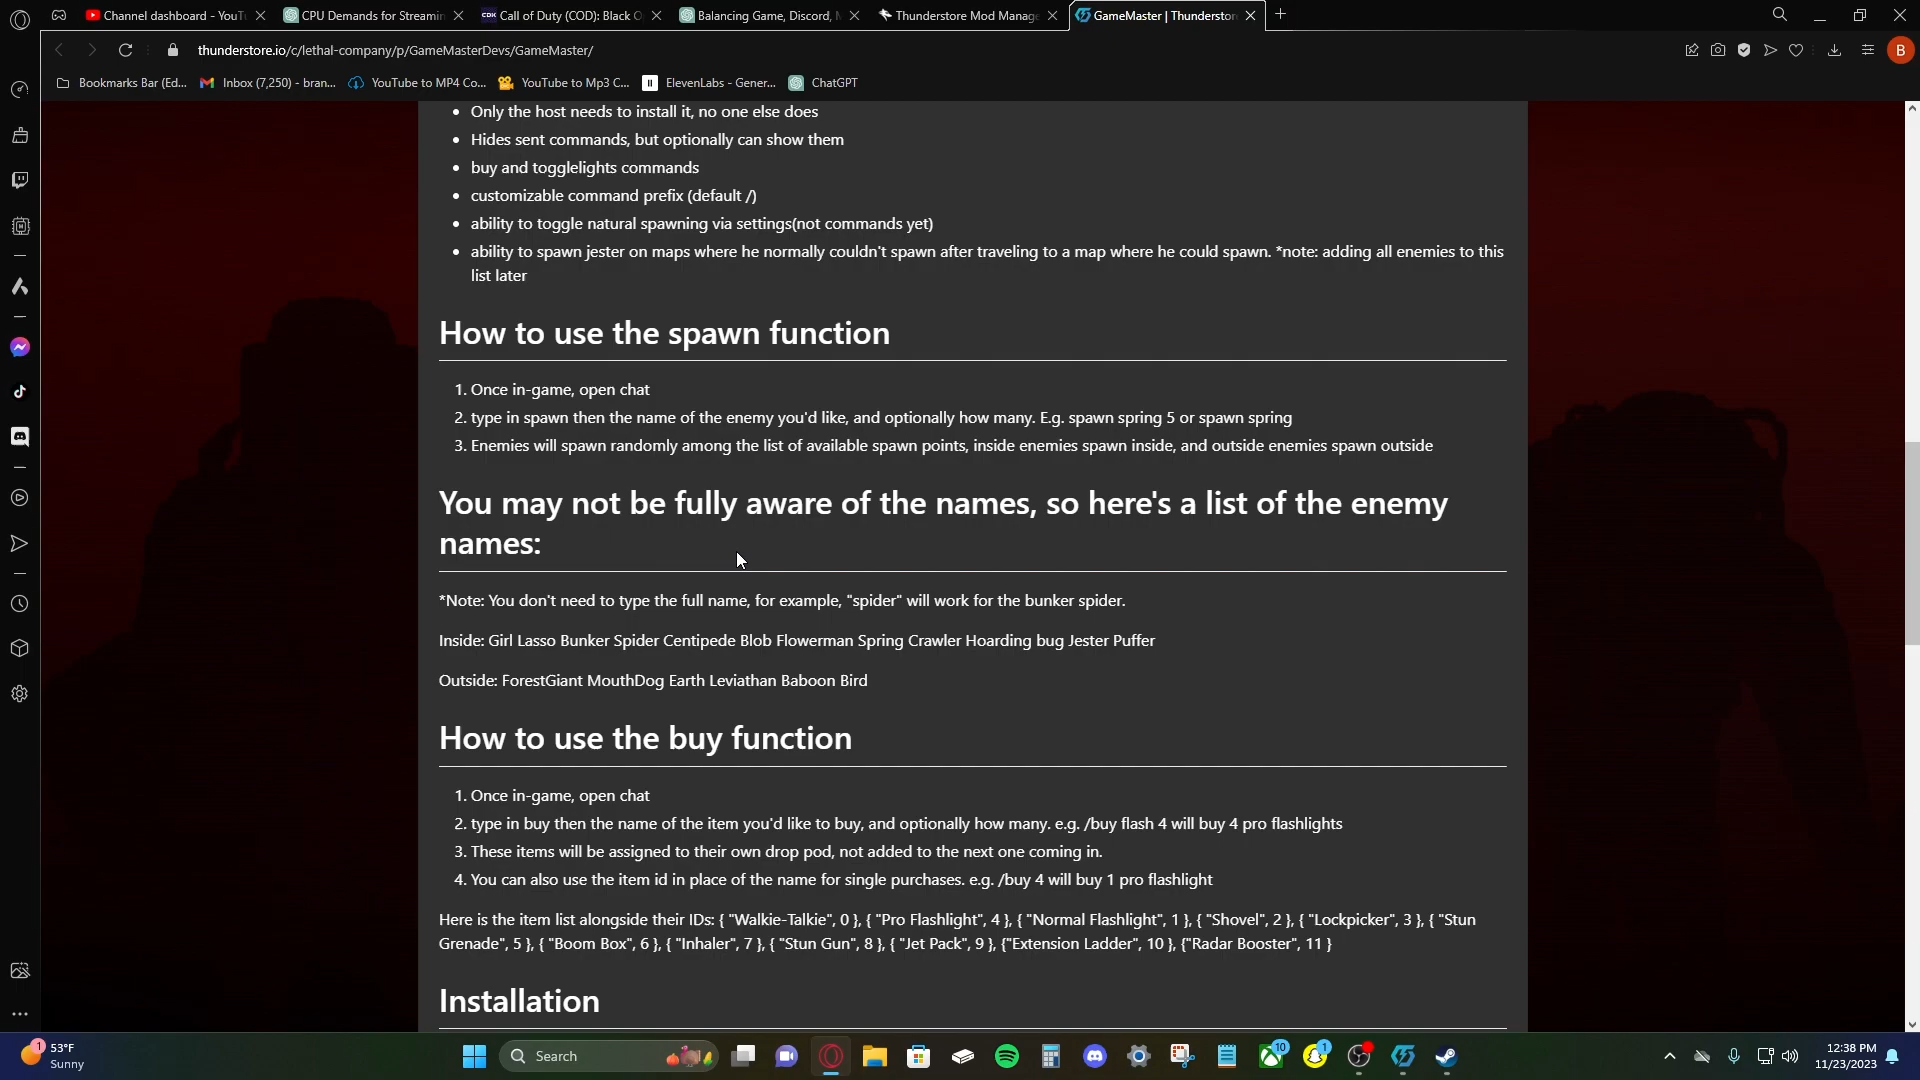 Channel dashboard - YouT
CPU Demands for Streamin
Call of Duty (COD): Black O
Balancing Game, Discord,
Thunderstore Mod Manage
GameMaster | Thunderstor
thunderstore.io/c/lethal-company/p/GameMasterDevs/GameMaster/
B
Bookmarks Bar (Ed...
Inbox (7,250) - bran...
YouTube to MP4 Co...
YouTube to Mp3 C...
ElevenLabs - Gener...
ChatGPT
• Only the host needs to install it, no one else does
• Hides sent commands, but optionally can show them
• buy and togglelights commands
• customizable command prefix (default /)
• ability to toggle natural spawning via settings(not commands yet)
• ability to spawn jester on maps where he normally couldn't spawn after traveling to a map where he could spawn. *note: adding all enemies to this
list later
How to use the spawn function
1. Once in-game, open chat
2. type in spawn then the name of the enemy you'd like, and optionally how many. E.g. spawn spring 5 or spawn spring
3. Enemies will spawn randomly among the list of available spawn points, inside enemies spawn inside, and outside enemies spawn outside
You may not be fully aware of the names, so here's a list of the enemy
names:
*Note: You don't need to type the full name, for example, "spider" will work for the bunker spider.
Inside: Girl Lasso Bunker Spider Centipede Blob Flowerman Spring Crawler Hoarding bug Jester Puffer
Outside: ForestGiant MouthDog Earth Leviathan Baboon Bird
How to use the buy function
1. Once in-game, open chat
2. type in buy then the name of the item you'd like to buy, and optionally how many. e.g. /buy flash 4 will buy 4 pro flashlights
3. These items will be assigned to their own drop pod, not added to the next one coming in.
4. You can also use the item id in place of the name for single purchases. e.g. /buy 4 will buy 1 pro flashlight
Here is the item list alongside their IDs: { "Walkie-Talkie", 0 }, { "Pro Flashlight", 4 }, { "Normal Flashlight", 1 }, { "Shovel", 2 }, { "Lockpicker", 3 }, { "Stun
Grenade", 5 }, { "Boom Box", 6 }, { "Inhaler", 7 }, { "Stun Gun", 8 }, { "Jet Pack", 9 }, {"Extension Ladder", 10 }, {"Radar Booster", 11 }
Installation
1
53°F
Sunny
Search
10
1
12:38 PM
11/23/2023